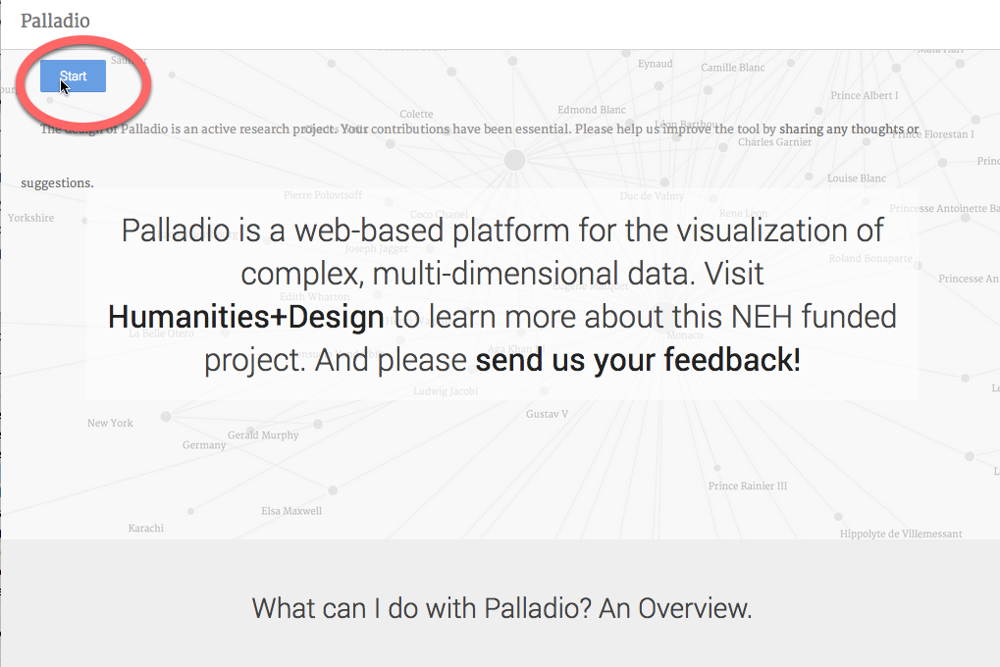 Palladio
Start
The design of Palladio is an active research project. Your contributions have been essential. Please help us improve the tool by sharing any thoughts or
suggestions.
Palladio is a web-based platform for the visualization of
complex, multi-dimensional data. Visit
Humanities+Design to learn more about this NEH funded
project. And please send us your feedback!
Eynaud
Camille Blanc
Prince Albert I
Edmond Blanc
Colette
Léon Barthou
Charles Garnier
Prince Florestan I
Louise Blanc
Pierre Polovtsoff
Duc de Valmy
Yorkshire
Coco Chanel
Rene Leon
Princesse Antoinette Ba
Joseph Jagger
Roland Bonaparte
Princesse An
Edith Wharton
La Belle Otero
Monaco
Ludwig Jacobi
Gustav V
New York
Gerald Murphy
Germany
Prince Rainier III
Elsa Maxwell
Karachi
Hippolyte de Villemessant
What can I do with Palladio? An Overview.